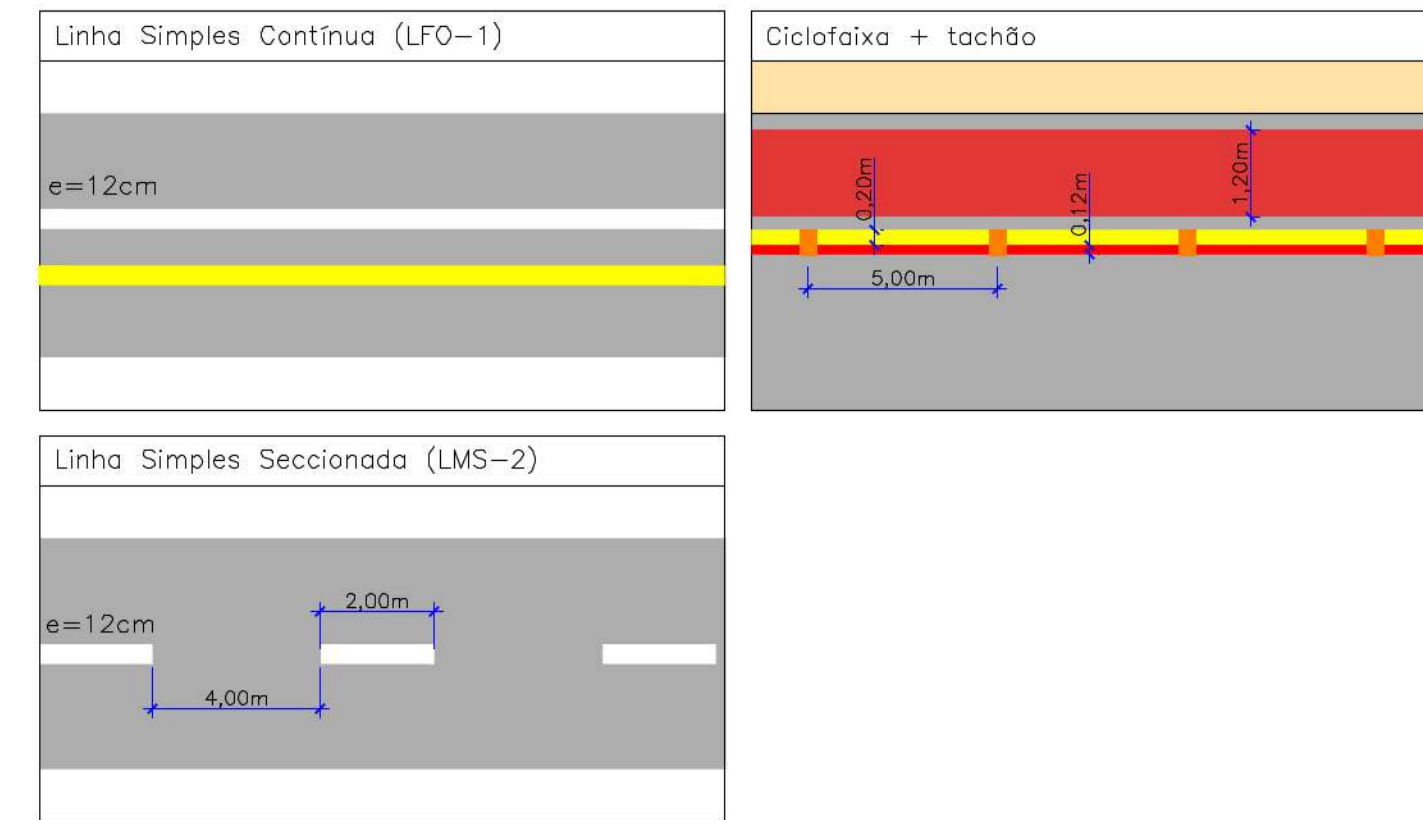 Linha Simples Contínua (LFO-1)
e=12cm
Ciclofaixa + tachão
0,20m
0,12m
1,20m
5,00m
Linha Simples Seccionada (LMS-2)
e=12cm
2,00m
4,00m